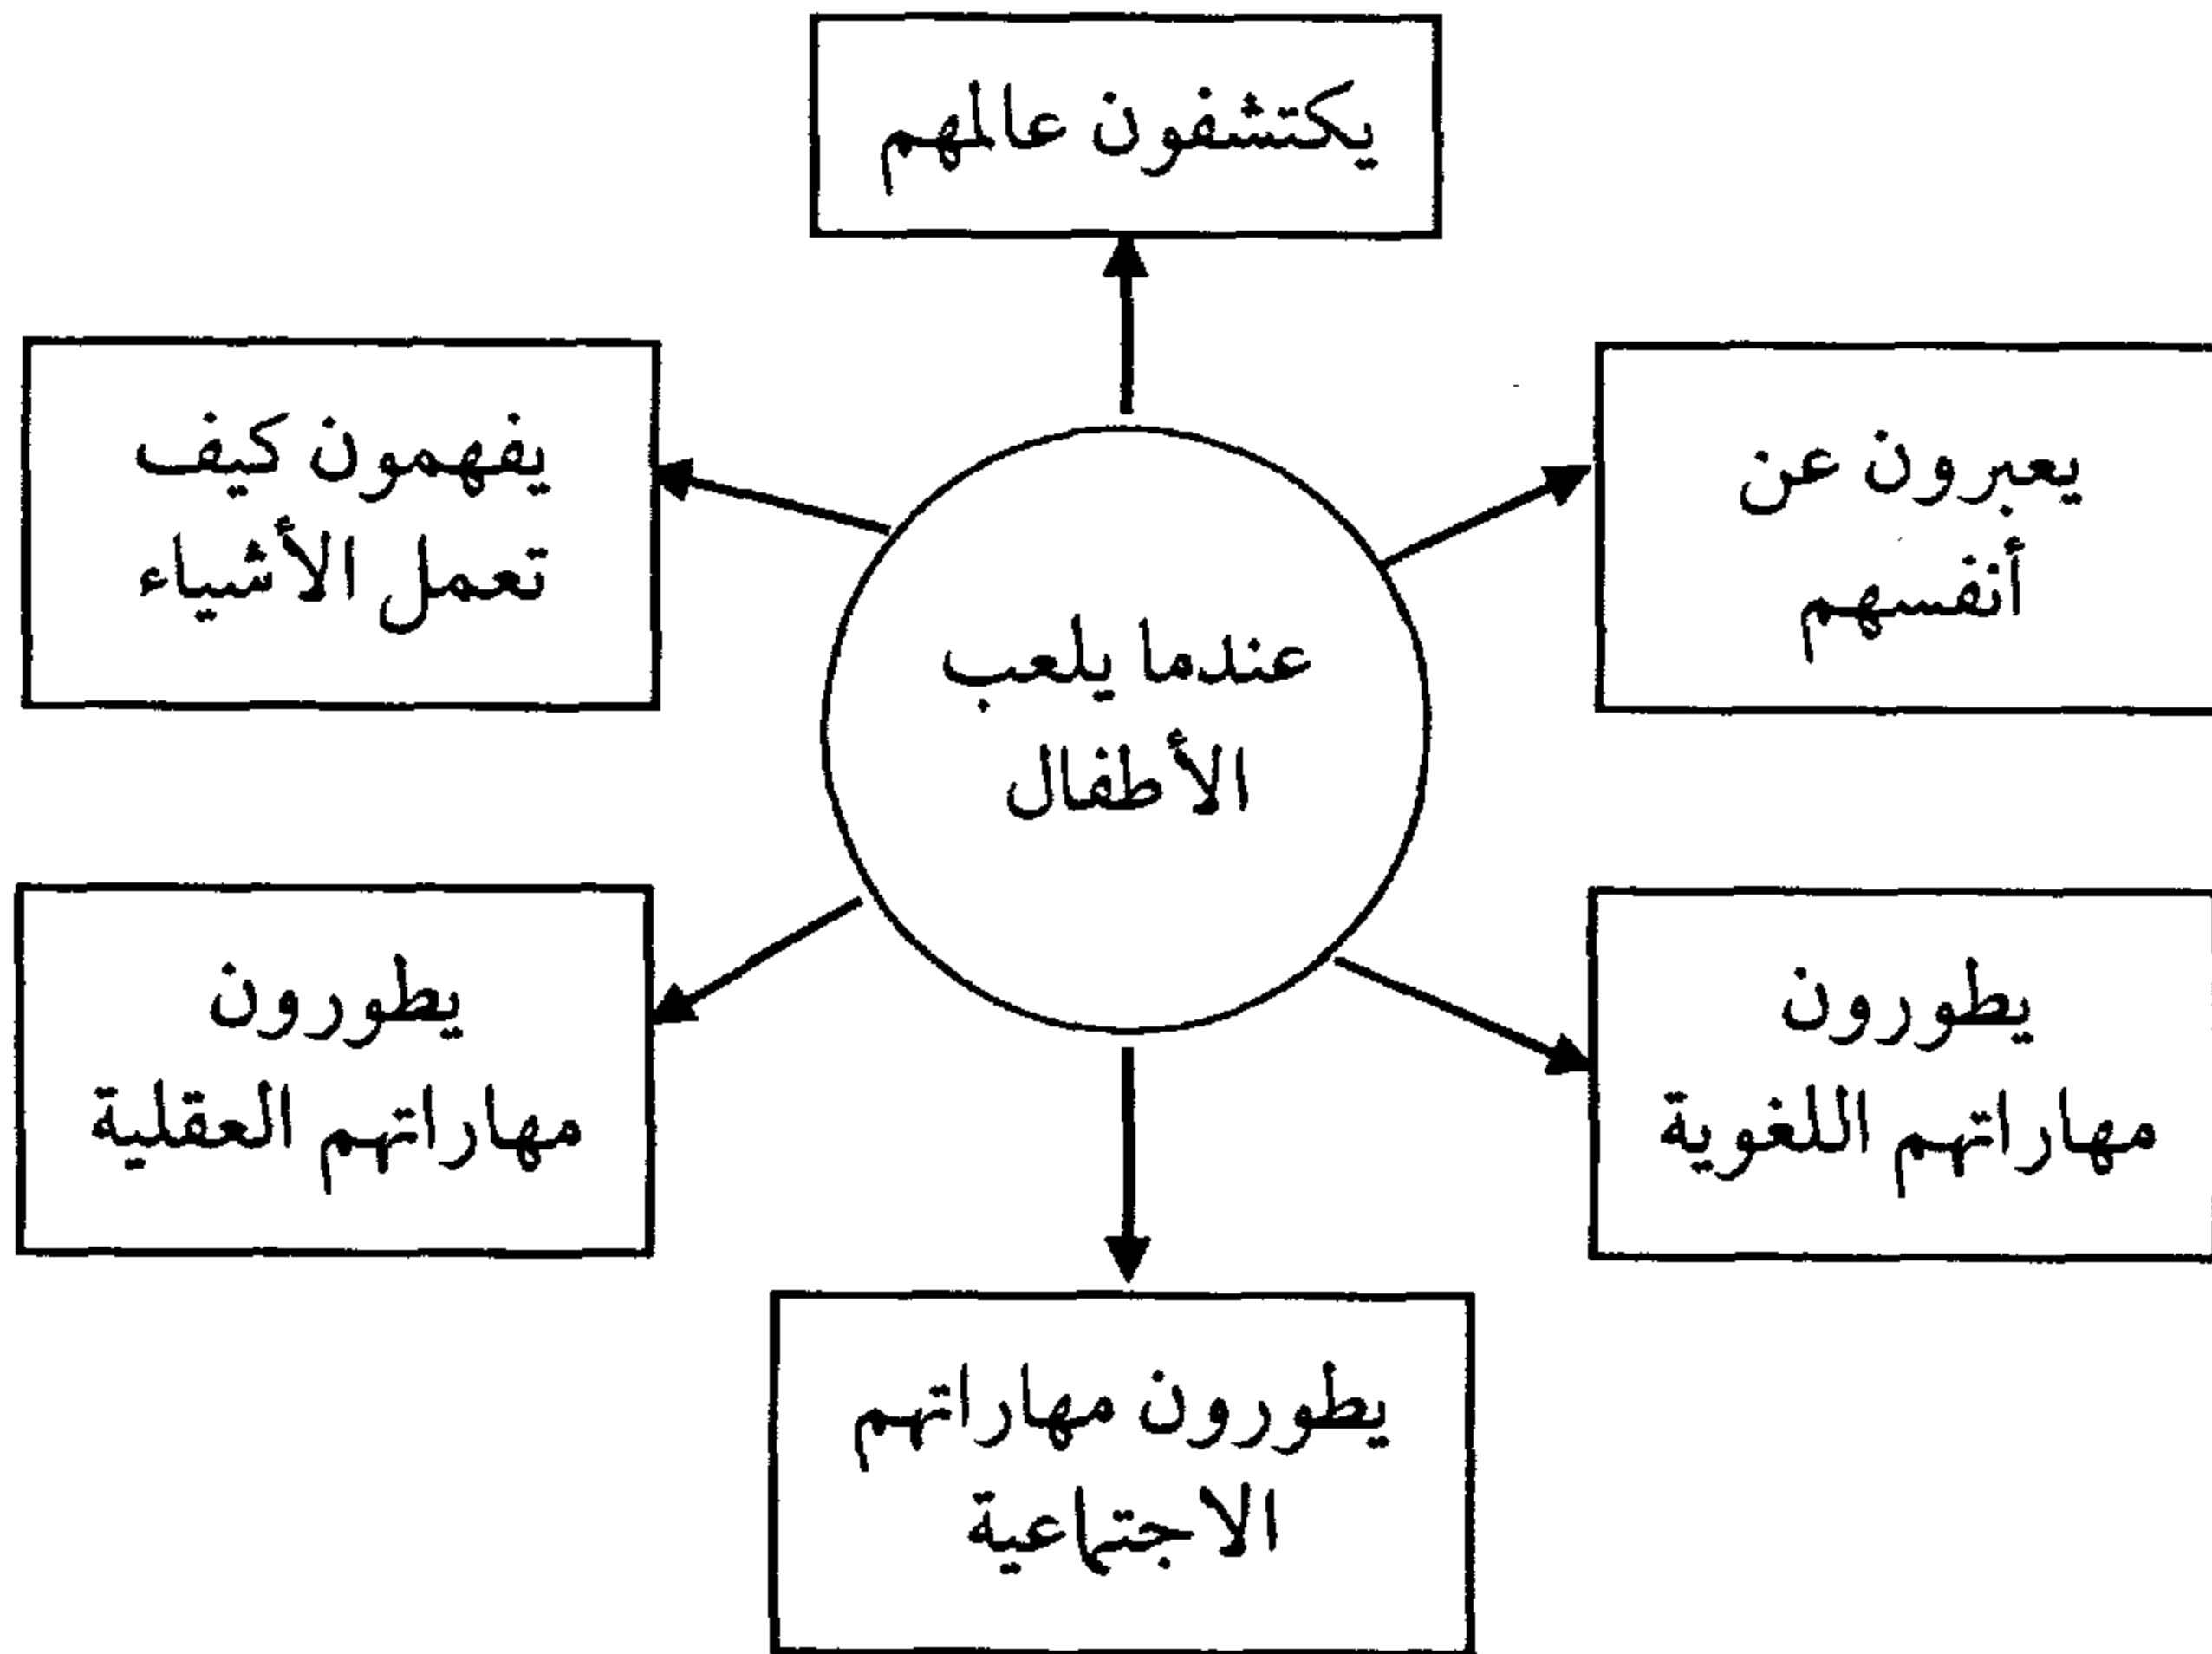 يكتشفون عالمهم
يعبرون عن
أنفسهم
يفهمون كيف
تعمل الأشياء
عندما يلعب
الأطفال
يطورون
مهاراتهم اللغوية
يطورون
مهاراتهم العقلية
يطورون مهاراتهم
الاجتماعية